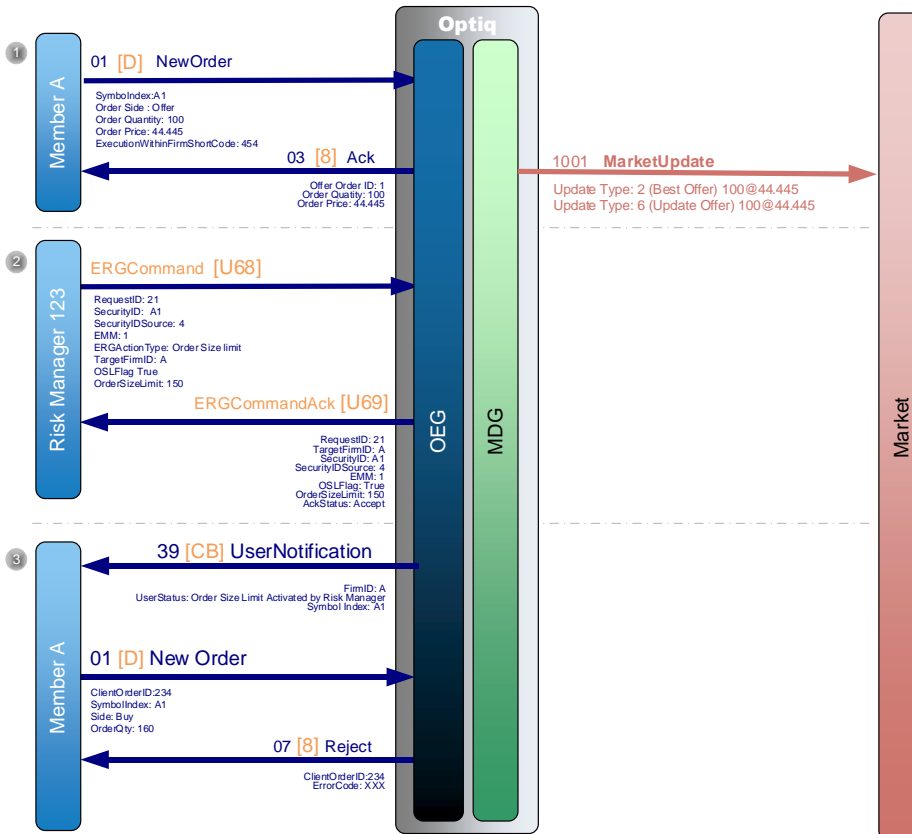 Optiq
1
Member A
01 [D] NewOrder
SymboIndex:A1
Order Side : Offer
Order Quantity: 100
Order Price: 44.445
ExecutionWithinFirmShortCode: 454
03 [8] Ack
Offer Order ID: 1
Order Quatity: 100
Order Price: 44.445
1001 MarketUpdate
Update Type: 2 (Best Offer) 100@44.445
Update Type: 6 (Update Offer) 100@44.445
2
Risk Manager 123
ERGCommand [U68]
RequestID: 21
SecurityID: A1
SecurityIDSource: 4
EMM: 1
ERGActionType: Order Size limit
TargetFirmID: A
OSLFlag True
OrderSizeLimit: 150
ERGCommandAck [U69]
RequestID: 21
TargetFirmID: A
SecurityID: A1
SecurityIDSource: 4
EMM: 1
OSLFlag: True
OrderSizeLimit: 150
AckStatus: Accept
OEG
MDG
Market
3
Member A
39 [CB] UserNotification
FirmID: A
UserStatus: Order Size Limit Activated by Risk Manager
Symbol Index: A1
01 [D] New Order
ClientOrderID:234
SymbolIndex: A1
Side: Buy
OrderQty: 160
07 [8] Reject
ClientOrderID:234
ErrorCode: XXX